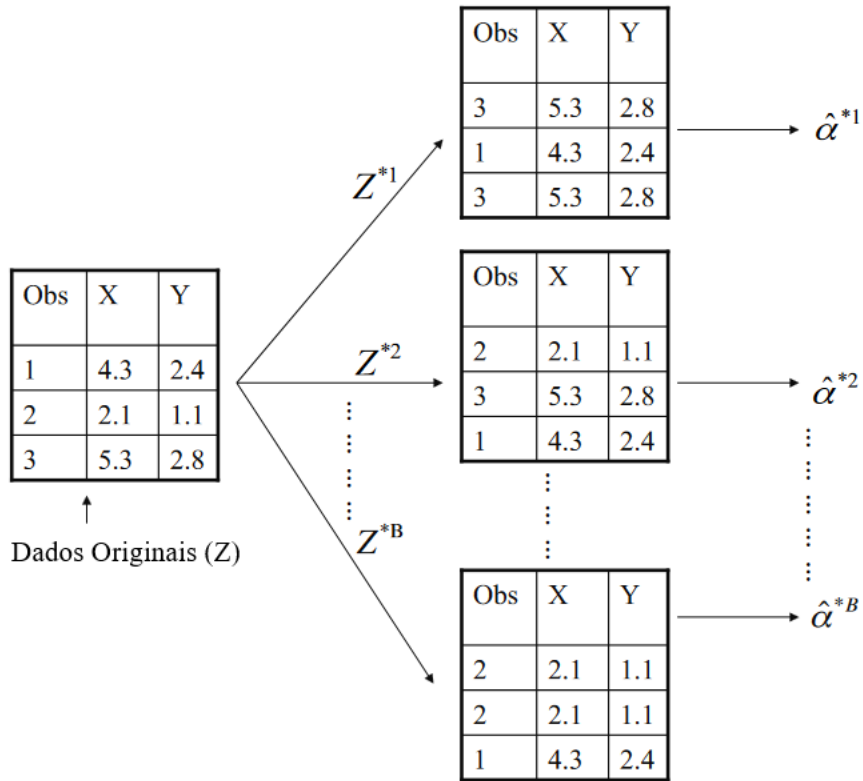 Obs X Y
3 5.3 2.8
1 4.3 2.4
3 5.3 2.8
α̂*1
Z*1
Obs X Y
1 4.3 2.4
2 2.1 1.1
3 5.3 2.8
Dados Originais (Z)
Z*2
Obs X Y
2 2.1 1.1
3 5.3 2.8
1 4.3 2.4
α̂*2
Z*B
Obs X Y
2 2.1 1.1
2 2.1 1.1
1 4.3 2.4
α̂*B